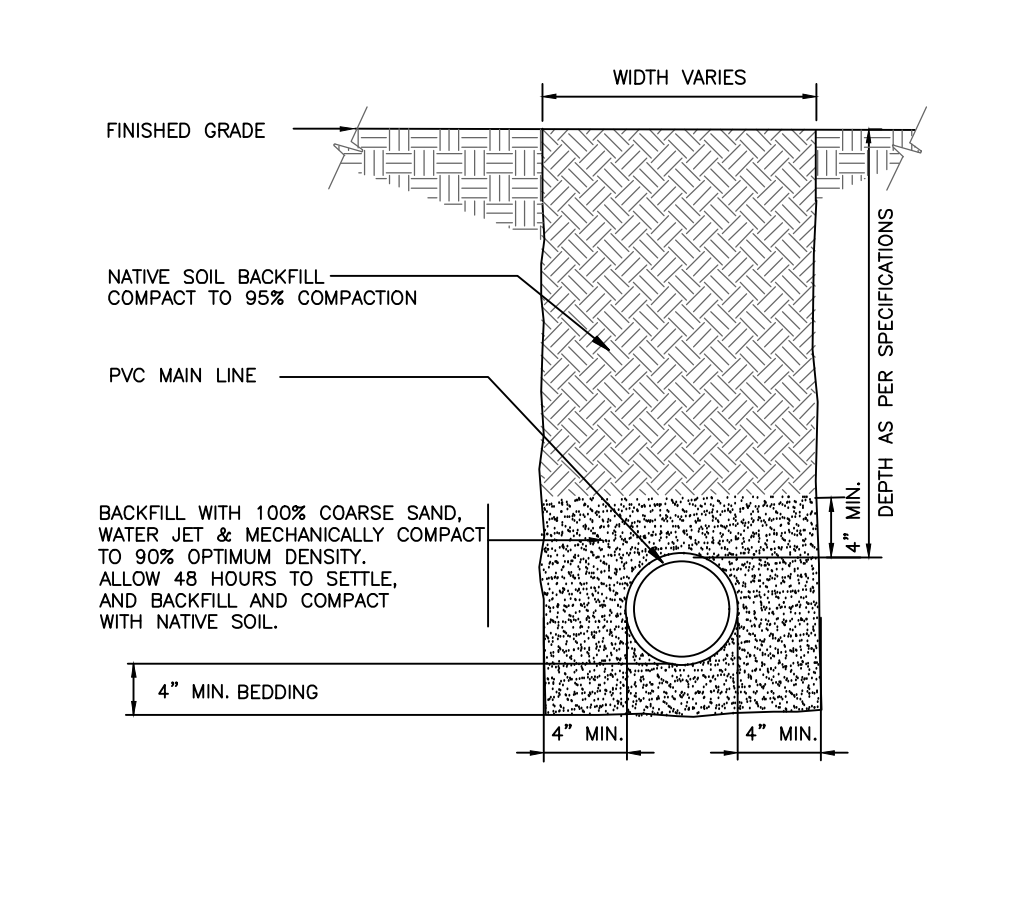 WIDTH VARIES
FINISHED GRADE
NATIVE SOIL BACKFILL
COMPACT TO 95% COMPACTION
PVC MAIN LINE
DEPTH AS PER SPECIFICATIONS
4" MIN.
BACKFILL WITH 100% COARSE SAND,
WATER JET & MECHANICALLY COMPACT
TO 90% OPTIMUM DENSITY.
ALLOW 48 HOURS TO SETTLE,
AND BACKFILL AND COMPACT
WITH NATIVE SOIL.
4" MIN. BEDDING
4" MIN.
4" MIN.